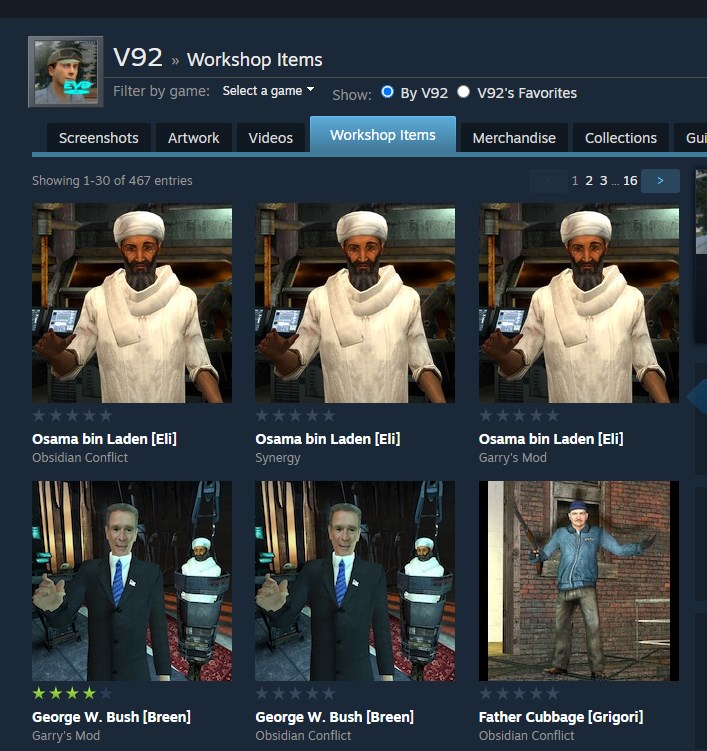 V92 » Workshop Items
Filter by game: Select a game Show: By V92 V92's Favorites
Screenshots Artwork Videos Workshop Items Merchandise Collections Gui
Showing 1-30 of 467 entries
< 1 2 3 ... 16 >
Osama bin Laden [Eli] Osama bin Laden [Eli] Osama bin Laden [Eli]
Obsidian Conflict Synergy Garry's Mod
George W. Bush [Breen] George W. Bush [Breen] Father Cubbage [Grigori]
Garry's Mod Obsidian Conflict Obsidian Conflict